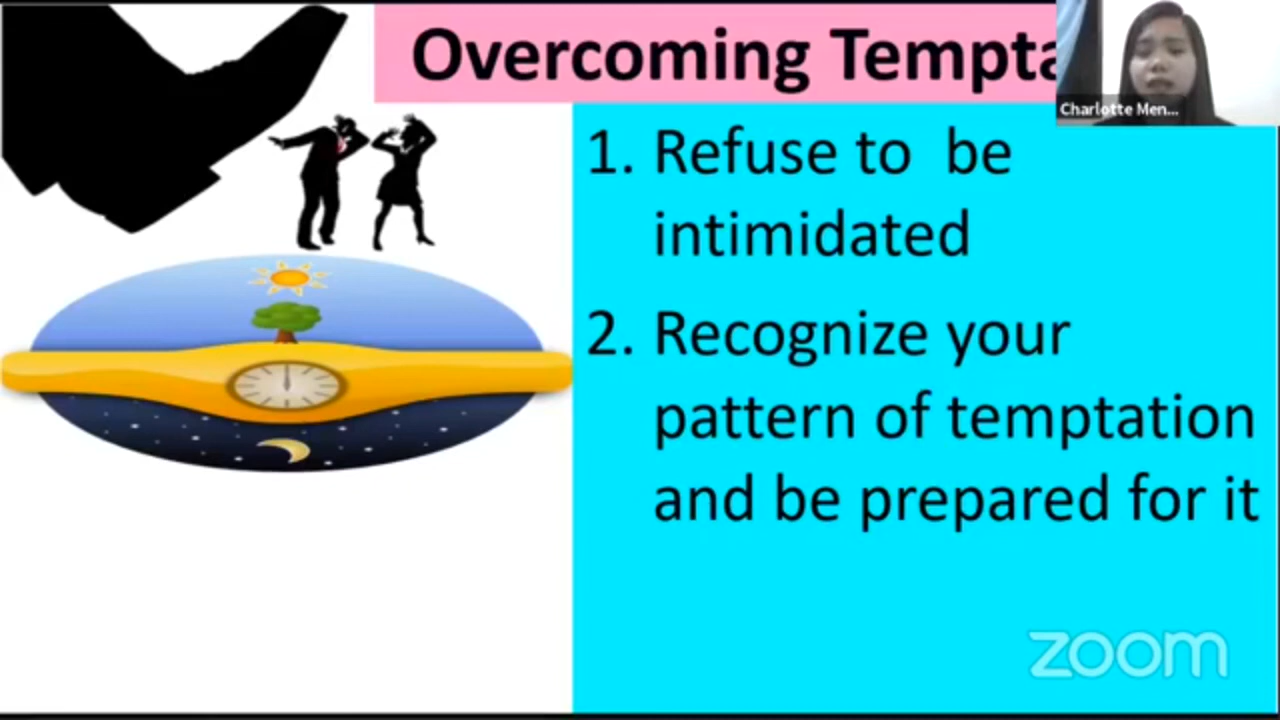 Overcoming Tempta
Charlotte Men...
1. Refuse to be
intimidated
2. Recognize your
pattern of temptation
and be prepared for it
zoom